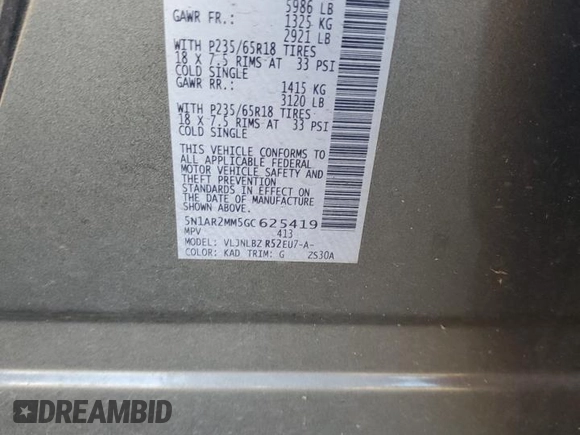 5986 LB
GAWR FR.: 1325 KG
2921 LB
WITH P235/65R18 TIRES
18 X 7.5 RIMS AT 33 PSI
COLD SINGLE
GAWR RR.: 1415 KG
3120 LB
WITH P235/65R18 TIRES
18 X 7.5 RIMS AT 33 PSI
COLD SINGLE
THIS VEHICLE CONFORMS TO
ALL APPLICABLE FEDERAL
MOTOR VEHICLE SAFETY AND
THEFT PREVENTION
STANDARDS IN EFFECT ON
THE DATE OF MANUFACTURE
SHOWN ABOVE.
5N1AR2MM5GC625419
MPV 413
MODEL: VLJNLBZ R52EU7-A-
COLOR: KAD TRIM: G 2S30A
DREAMBID